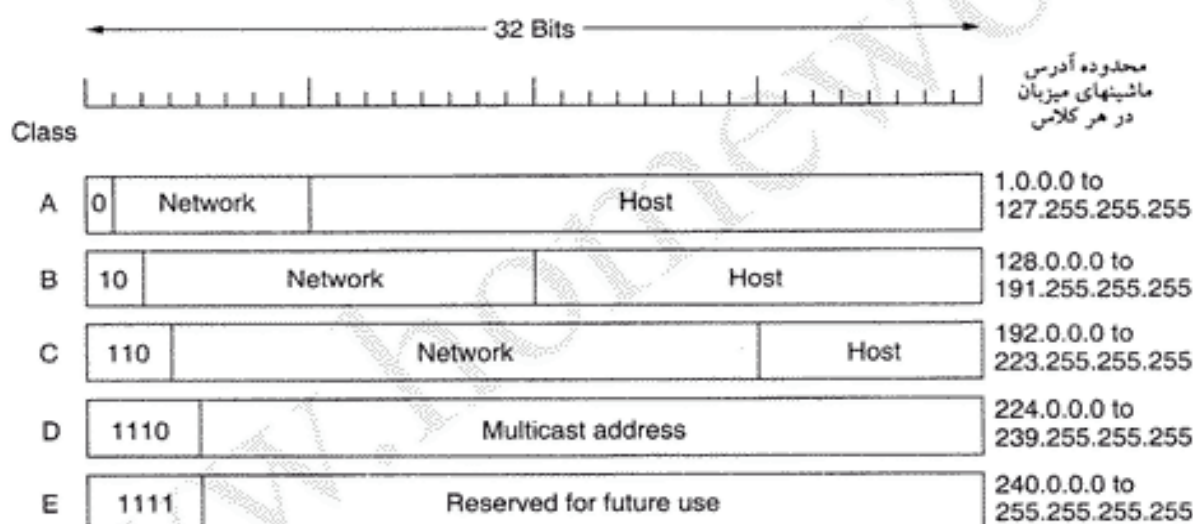 32 Bits
محدوده آدرس
ماشینهای میزبان
در هر کلاس
Class
A 0 Network Host 1.0.0.0 to
127.255.255.255
B 10 Network Host 128.0.0.0 to
191.255.255.255
C 110 Network Host 192.0.0.0 to
223.255.255.255
D 1110 Multicast address 224.0.0.0 to
239.255.255.255
E 1111 Reserved for future use 240.0.0.0 to
255.255.255.255